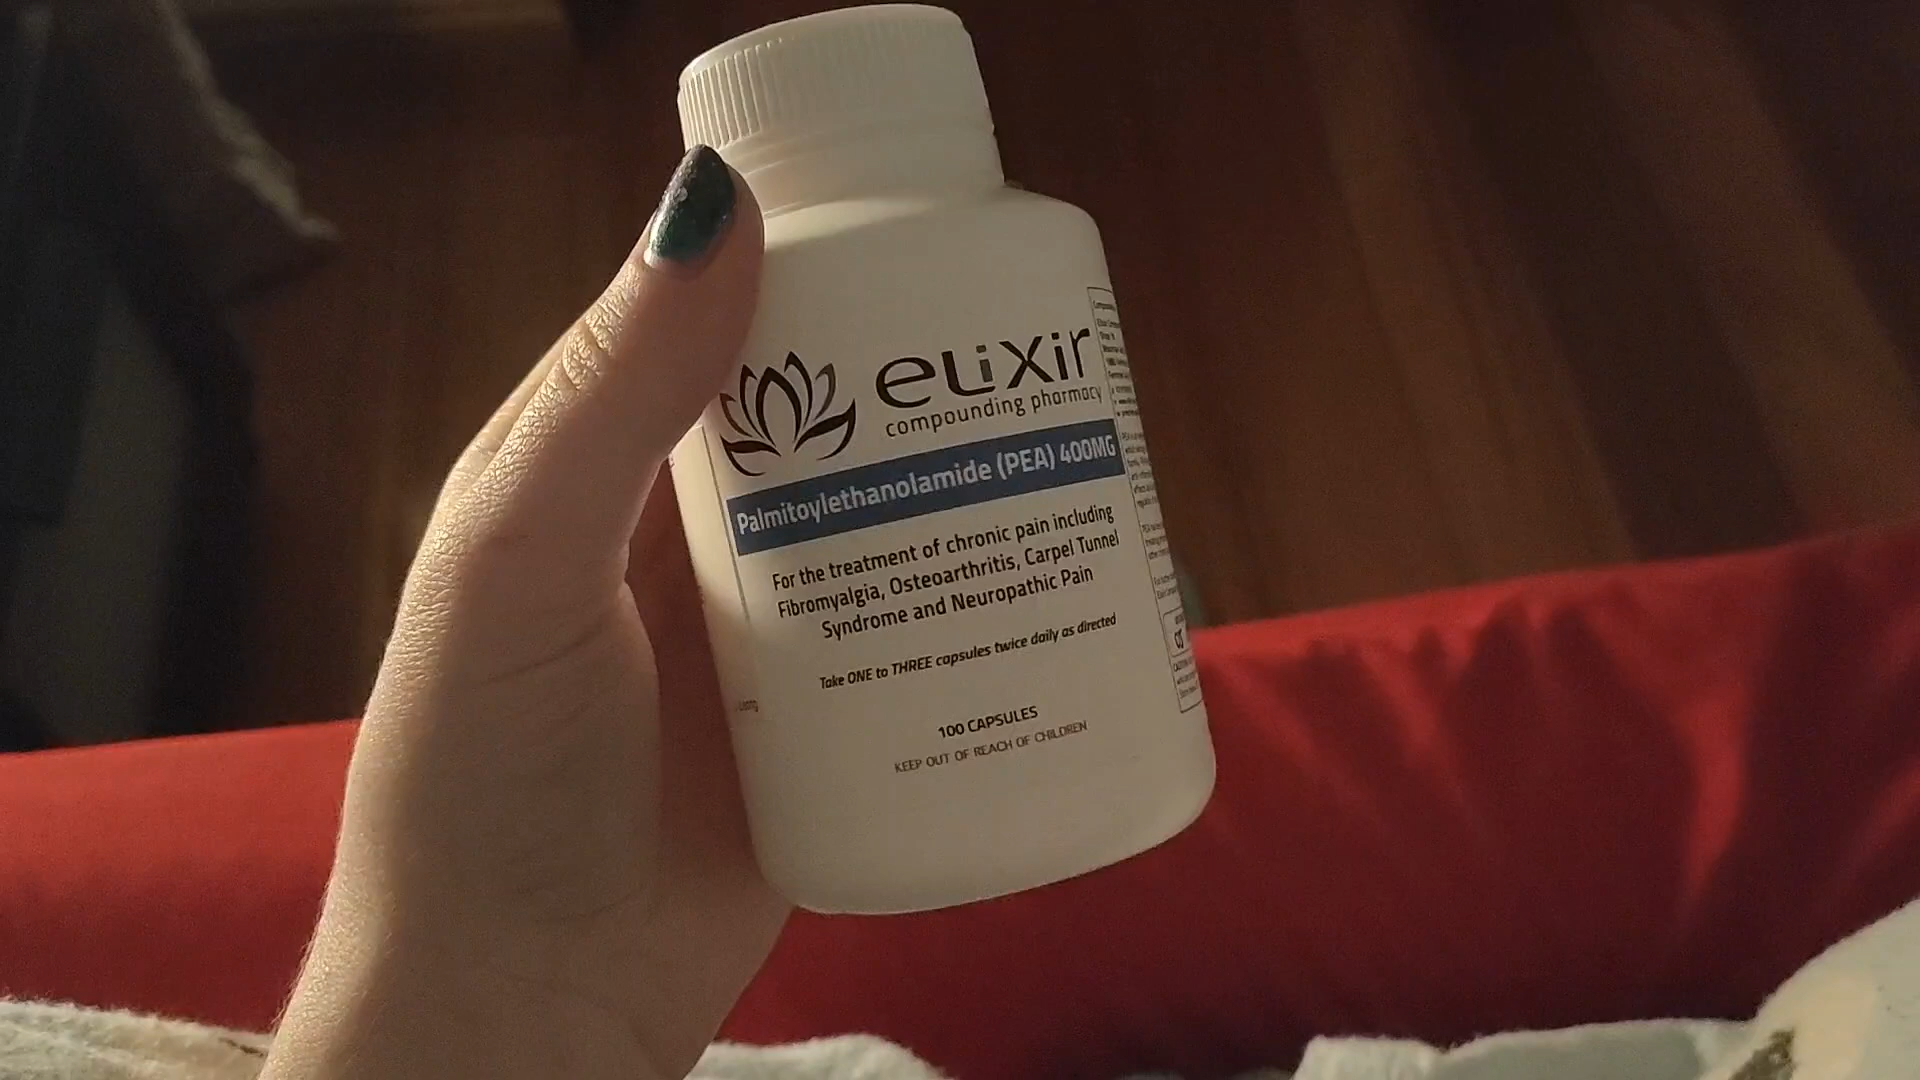 eLixir
compounding pharmacy
Palmitoylethanolamide (PEA) 400MG
For the treatment of chronic pain including
Fibromyalgia, Osteoarthritis, Carpel Tunnel
Syndrome and Neuropathic Pain
Take ONE to THREE capsules twice daily as directed
100 CAPSULES
KEEP OUT OF REACH OF CHILDREN